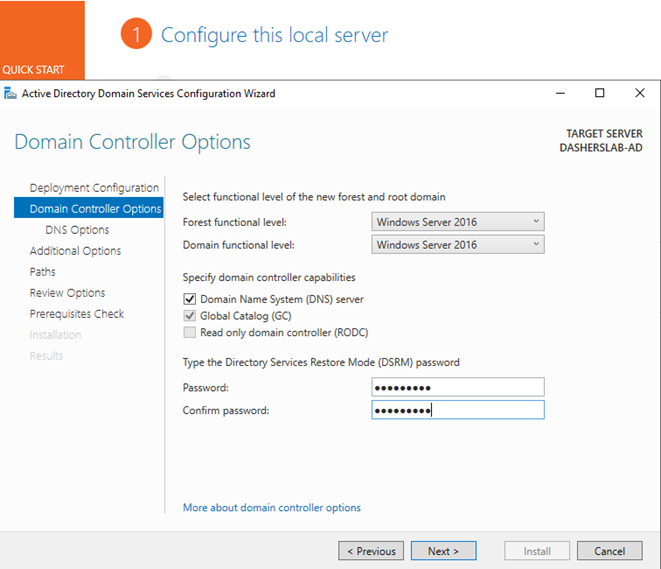 1 Configure this local server
QUICK START
Active Directory Domain Services Configuration Wizard
Domain Controller Options
TARGET SERVER
DASHERSLAB-AD
Deployment Configuration
Domain Controller Options
DNS Options
Additional Options
Paths
Review Options
Prerequisites Check
Installation
Results
Select functional level of the new forest and root domain
Forest functional level: Windows Server 2016
Domain functional level: Windows Server 2016
Specify domain controller capabilities
Domain Name System (DNS) server
Global Catalog (GC)
Read only domain controller (RODC)
Type the Directory Services Restore Mode (DSRM) password
Password: •••••••••
Confirm password: •••••••••
More about domain controller options
< Previous Next > Install Cancel